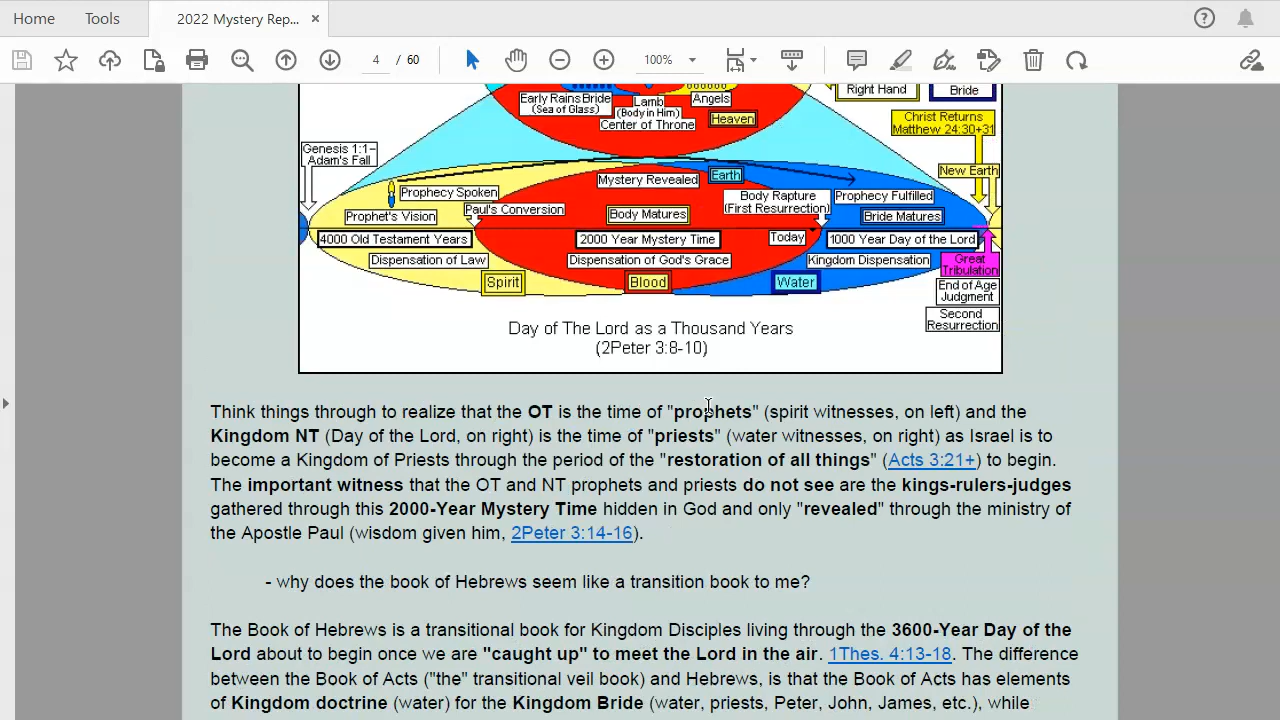 Home Tools 2022 Mystery Rep... ×
4 / 60 100%
Early Rains Bride
(Sea of Glass)
Lamb
(Body in Him)
Center of Throne
Angels
Heaven
Right Hand
Bride
Christ Returns
Matthew 24:30+31
Genesis 1:1-
Adam's Fall
New Earth
Prophecy Spoken
Mystery Revealed
Earth
Body Rapture
(First Resurrection)
Prophecy Fulfilled
Prophet's Vision
Paul's Conversion
Body Matures
Bride Matures
4000 Old Testament Years
2000 Year Mystery Time
Today
1000 Year Day of the Lord
Dispensation of Law
Dispensation of God's Grace
Kingdom Dispensation
Great
Tribulation
Spirit
Blood
Water
End of Age
Judgment
Second
Resurrection
Day of The Lord as a Thousand Years
(2Peter 3:8-10)
Think things through to realize that the OT is the time of "prophets" (spirit witnesses, on left) and the
Kingdom NT (Day of the Lord, on right) is the time of "priests" (water witnesses, on right) as Israel is to
become a Kingdom of Priests through the period of the "restoration of all things" (Acts 3:21+) to begin.
The important witness that the OT and NT prophets and priests do not see are the kings-rulers-judges
gathered through this 2000-Year Mystery Time hidden in God and only "revealed" through the ministry of
the Apostle Paul (wisdom given him, 2Peter 3:14-16).
- why does the book of Hebrews seem like a transition book to me?
The Book of Hebrews is a transitional book for Kingdom Disciples living through the 3600-Year Day of the
Lord about to begin once we are "caught up" to meet the Lord in the air. 1Thes. 4:13-18. The difference
between the Book of Acts ("the" transitional veil book) and Hebrews, is that the Book of Acts has elements
of Kingdom doctrine (water) for the Kingdom Bride (water, priests, Peter, John, James, etc.), while